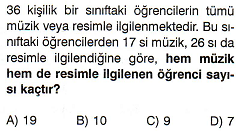 36 kişilik bir sınıftaki öğrencilerin tümü
müzik veya resimle ilgilenmektedir. Bu sı-
nıftaki öğrencilerden 17 si müzik, 26 sı da
resimle ilgilendiğine göre, hem müzik
hem de resimle ilgilenen öğrenci sayı-
sı kaçtır?
A) 19 B) 10 C) 9 D) 7